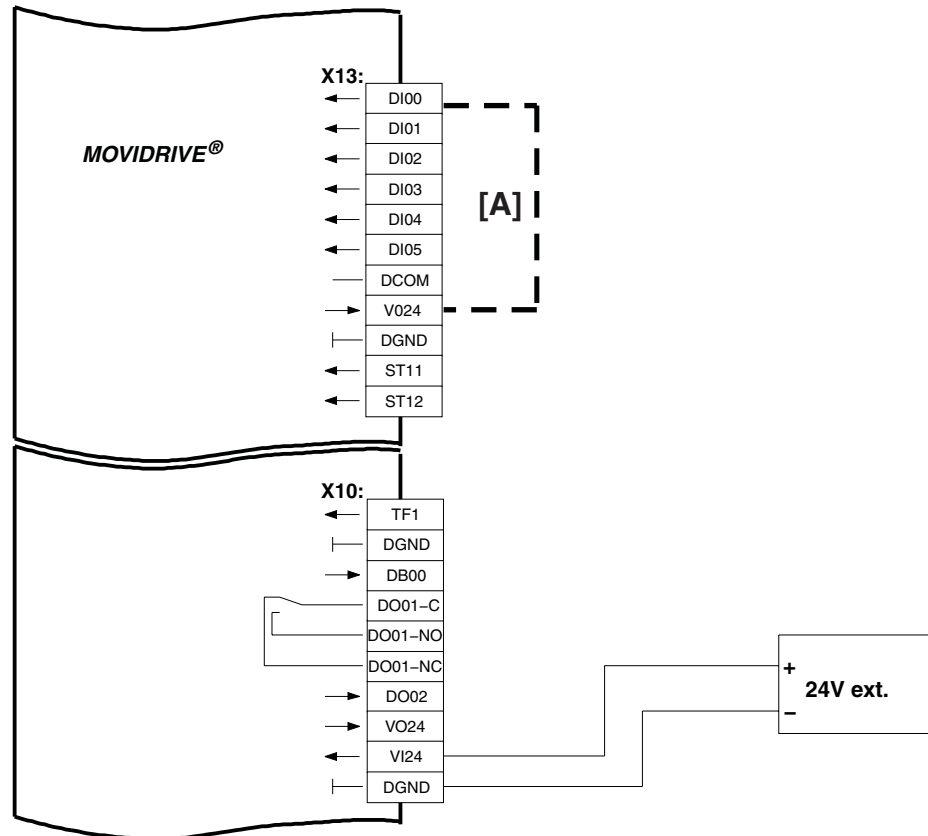 X13:
DI00
DI01
MOVIDRIVE®
DI02
DI03
[A]
DI04
DI05
DCOM
V024
DGND
ST11
ST12
X10:
TF1
DGND
DB00
DO01-C
DO01-NO
DO01-NC
+
24V ext.
DO02
–
VO24
VI24
DGND